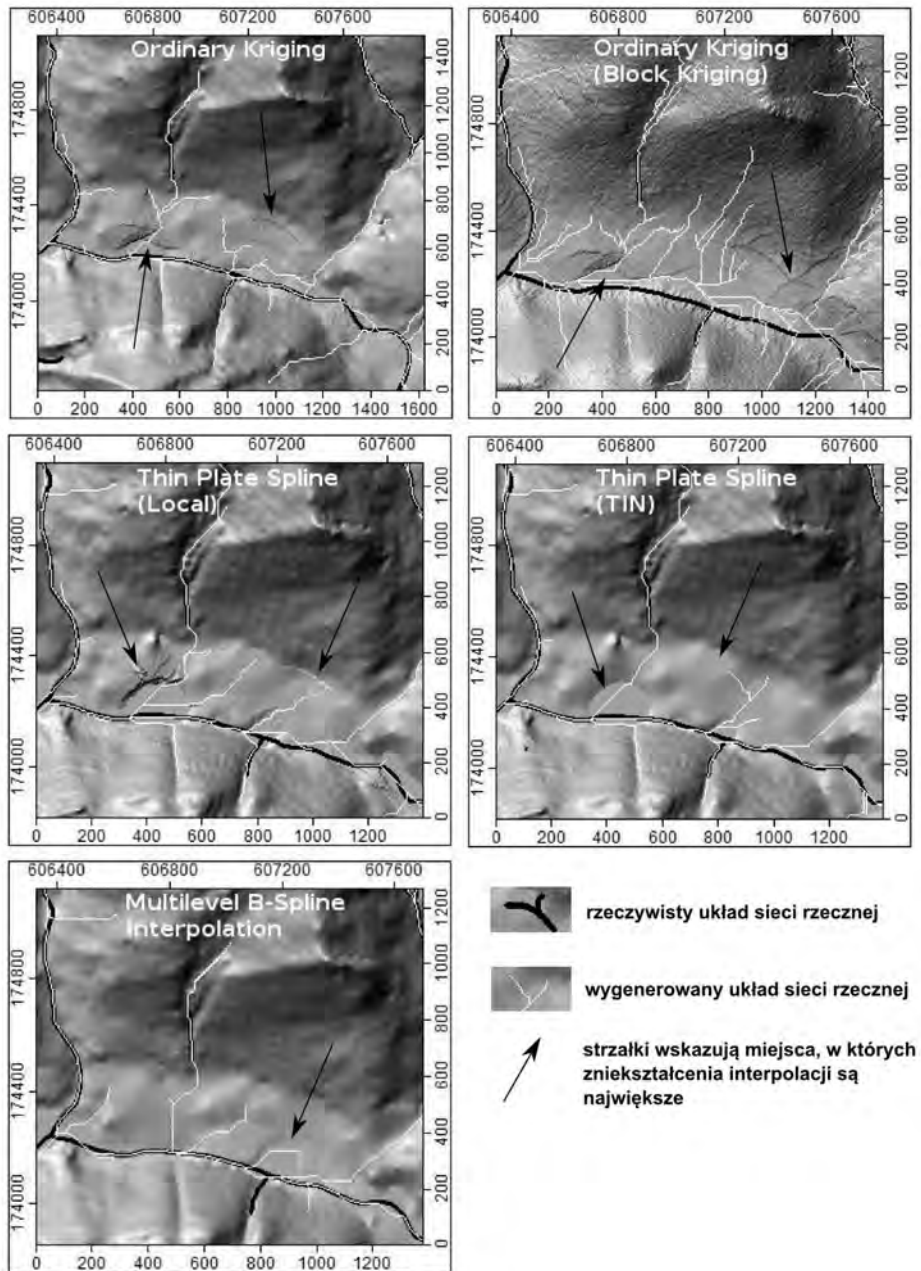 606400 606800 607200 607600
Ordinary Kriging
174800
174400
174000
1400
1200
1000
800
600
400
200
0
0 200 400 600 800 1000 1200 1400 1600
606400 606800 607200 607600
Ordinary Kriging
(Block Kriging)
174800
174400
174000
1200
1000
800
600
400
200
0
0 200 400 600 800 1000 1200 1400
606400 606800 607200 607600
Thin Plate Spline
(Local)
174800
174400
174000
1200
1000
800
600
400
200
0
0 200 400 600 800 1000 1200
606400 606800 607200 607600
Thin Plate Spline
(TIN)
174800
174400
174000
1200
1000
800
600
400
200
0
0 200 400 600 800 1000 1200
606400 606800 607200 607600
Multilevel B-Spline
Interpolation
174800
174400
174000
1200
1000
800
600
400
200
0
0 200 400 600 800 1000 1200
rzeczywisty układ sieci rzecznej
wygenerowany układ sieci rzecznej
strzałki wskazują miejsca, w których
zniekształcenia interpolacji są
największe